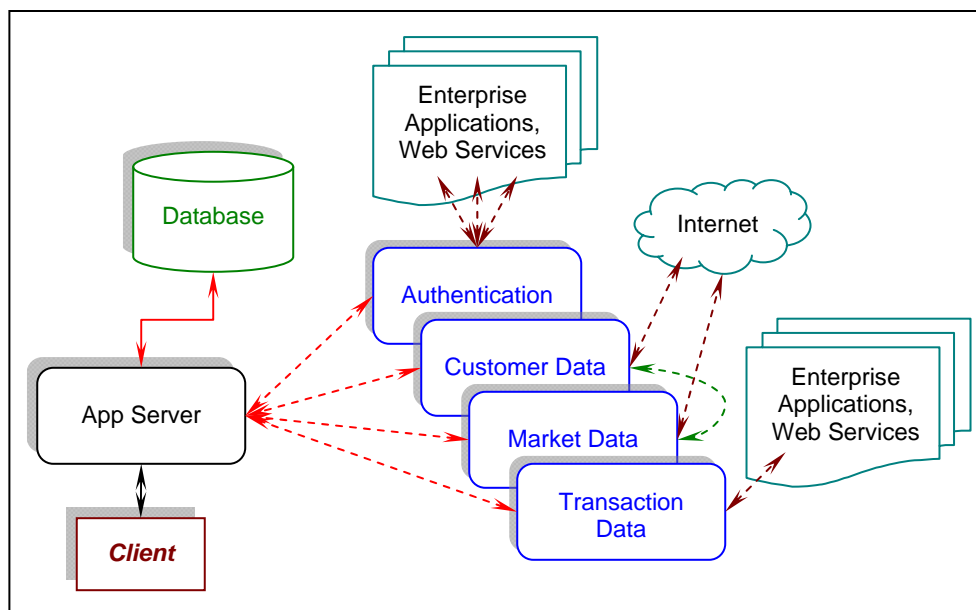 Enterprise
Applications,
Web Services
Database
Internet
Authentication
Customer Data
Enterprise
Applications,
Web Services
App Server
Market Data
Transaction
Data
Client